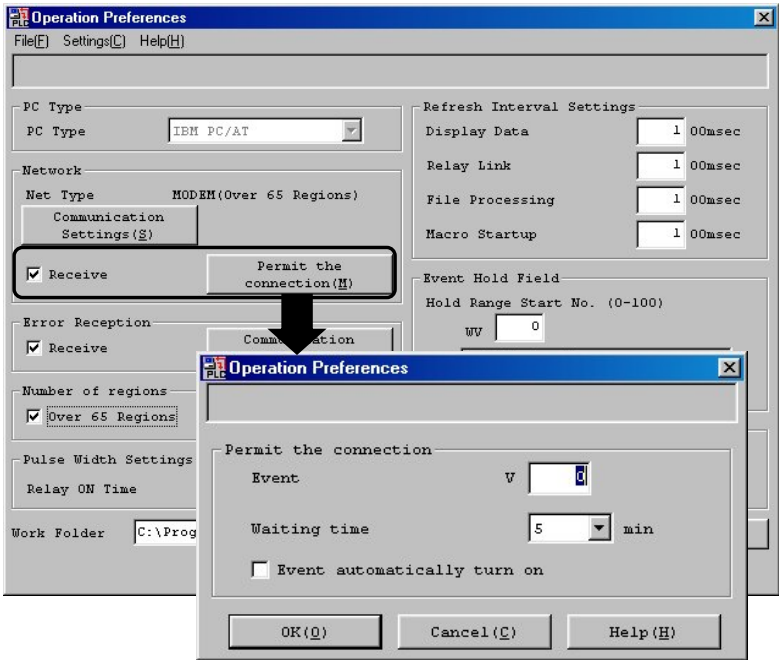 PLC Operation Preferences
File(F) Settings(C) Help(H)
PC Type
PC Type IBM PC/AT
Network
Net Type MODEM(Over 65 Regions)
Communication
Settings(S)
Receive
Permit the
connection(M)
Error Reception
Receive
Number of regions
Over 65 Regions
Pulse Width Settings
Relay ON Time
Work Folder C:\Prog
Refresh Interval Settings
Display Data 1 00msec
Relay Link 1 00msec
File Processing 1 00msec
Macro Startup 1 00msec
Event Hold Field
Hold Range Start No. (0-100)
WV 0
PLC Operation Preferences
Permit the connection
Event V 0
Waiting time 5 min
Event automatically turn on
OK(O) Cancel(C) Help(H)